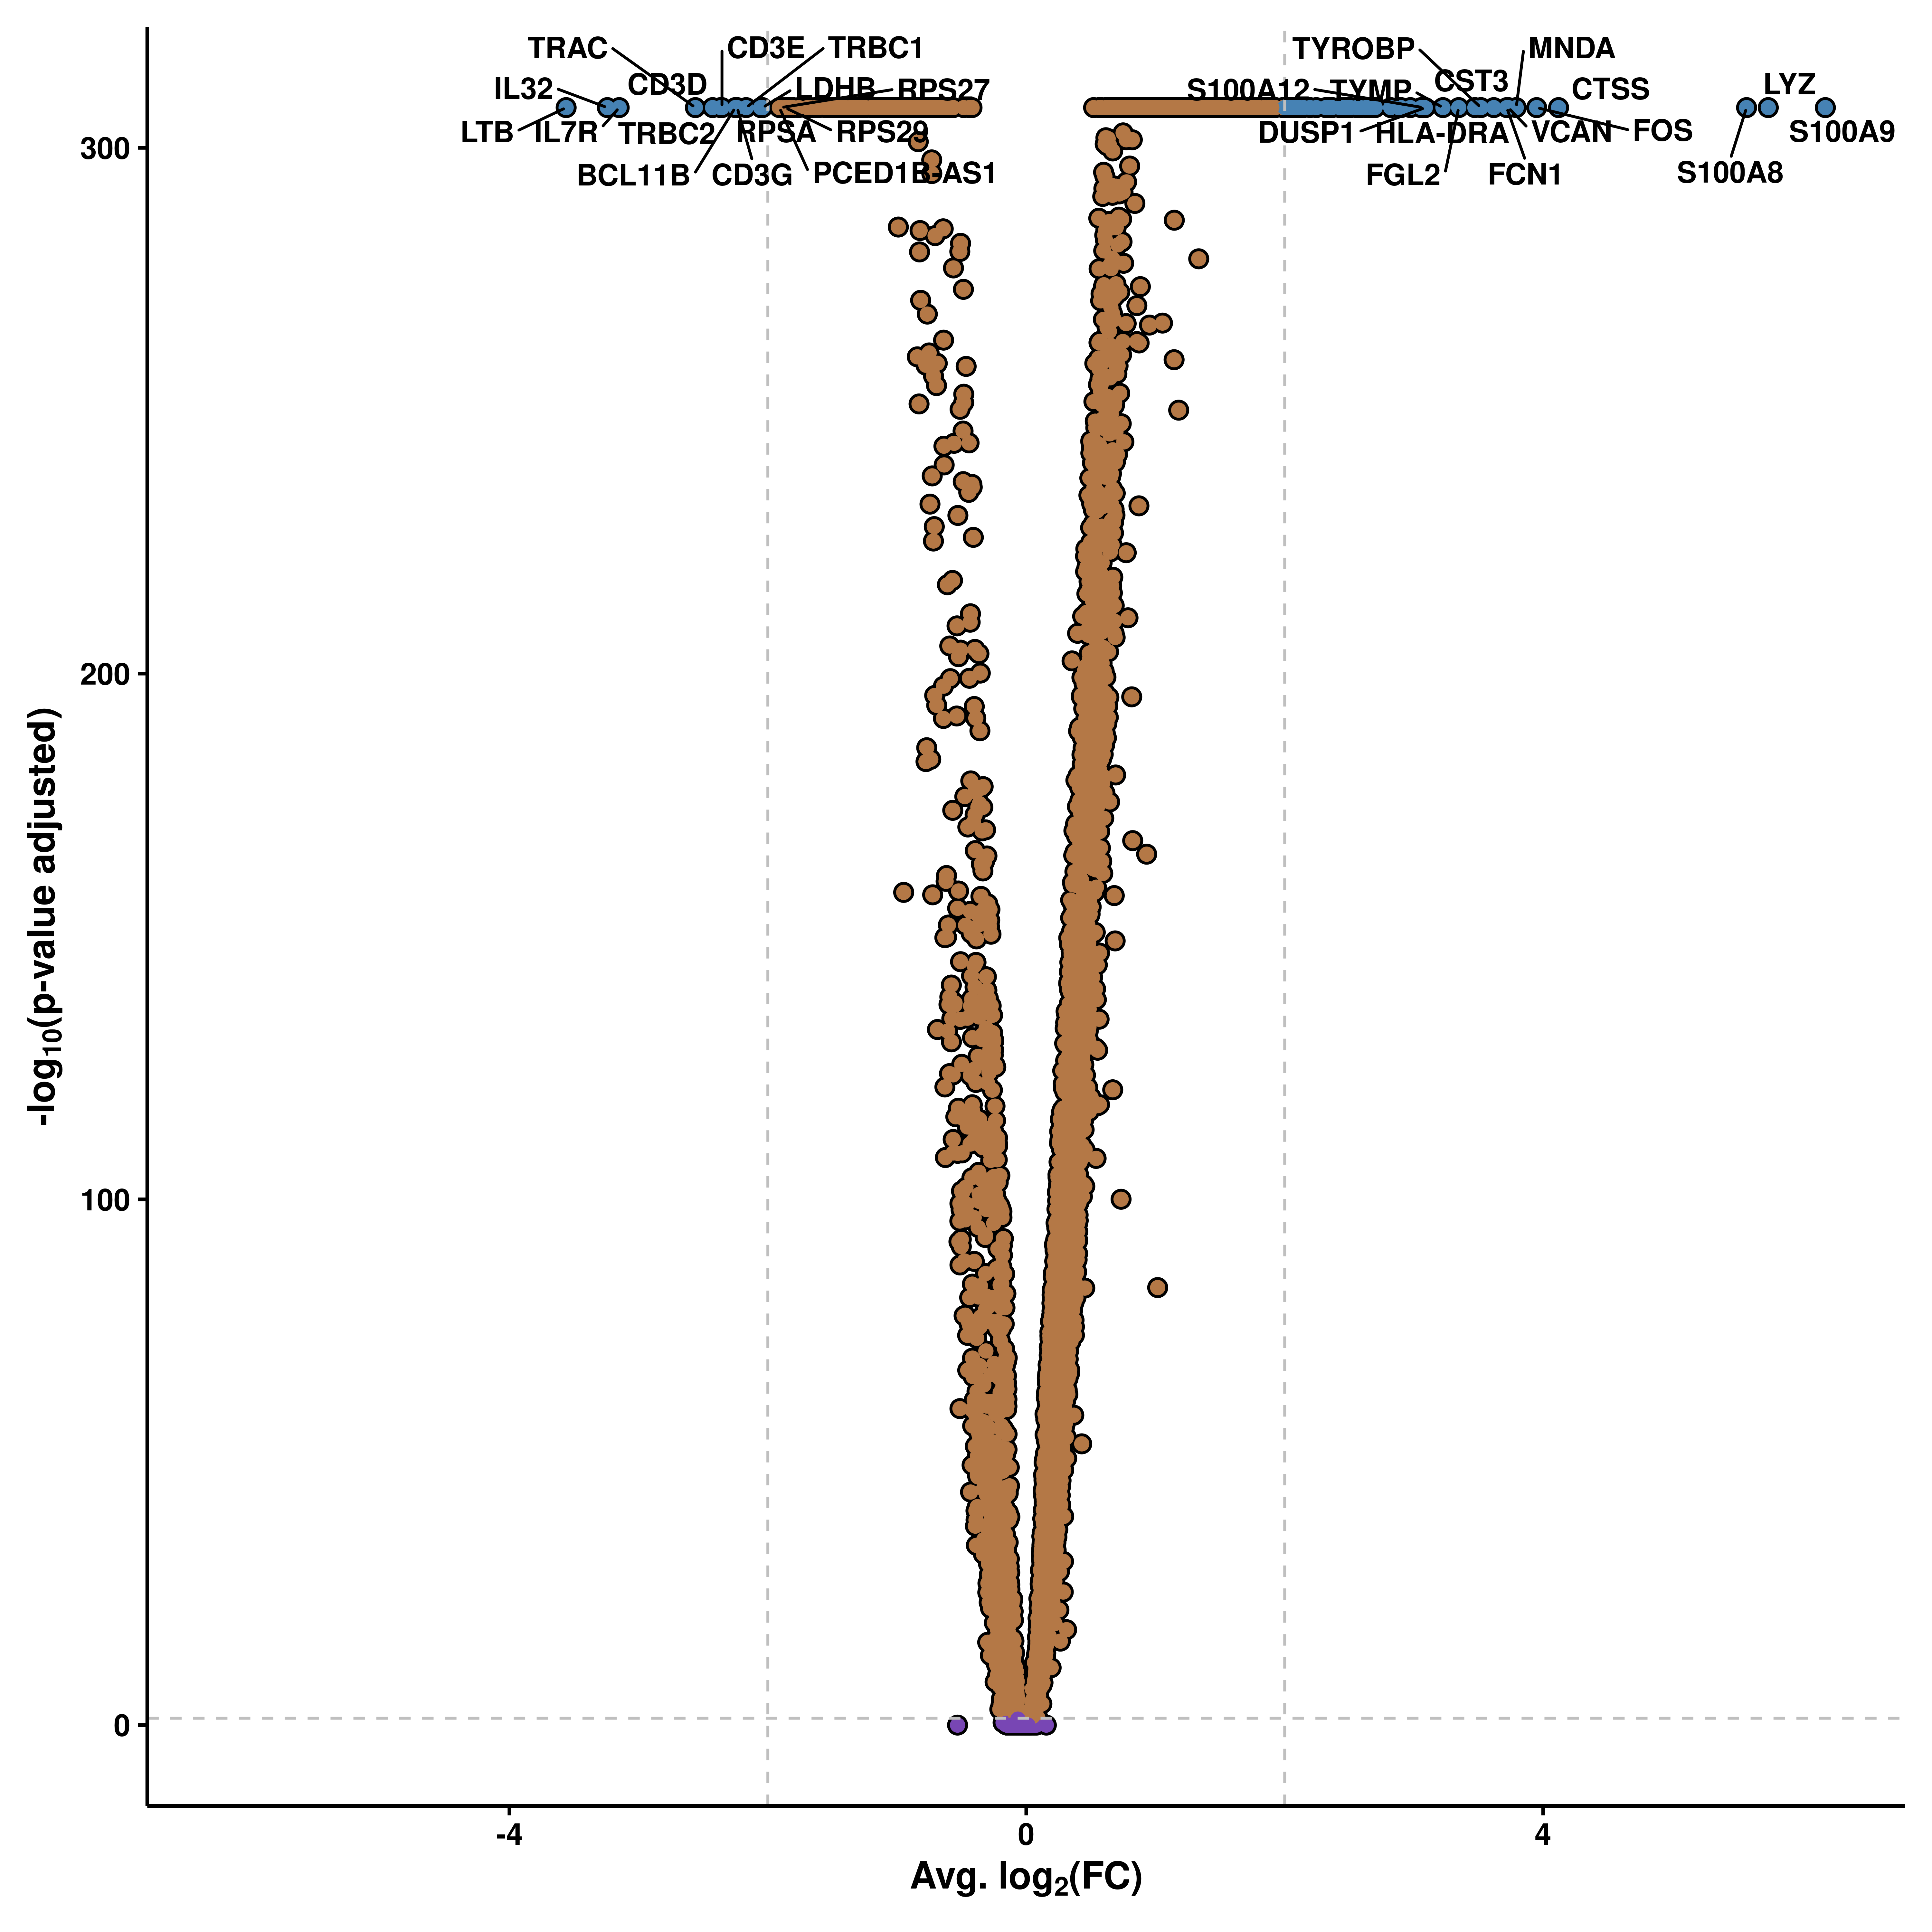 TRAC CD3E TRBC1 TYROBP MNDA
IL32 CD3D LDHB RPS27 S100A12 TYMP CST3 CTSS LYZ
LTB IL7R TRBC2 RPSA RPS29 DUSP1 HLA-DRA VCAN FOS S100A9
BCL11B CD3G PCED1B-AS1 FGL2 FCN1 S100A8
300
200
100
0
-log10(p-value adjusted)
-4 0 4
Avg. log2(FC)